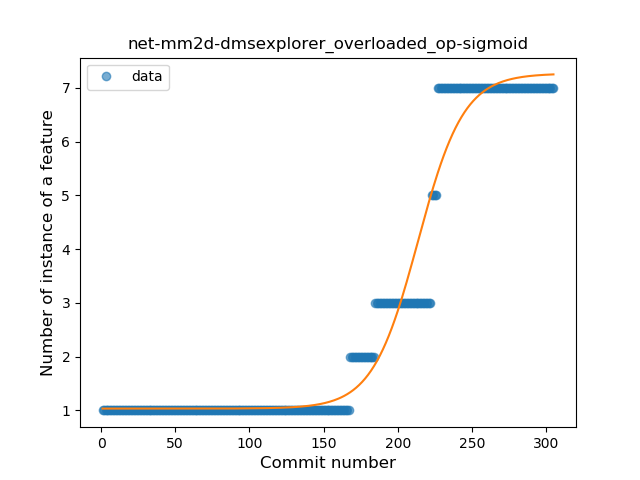 net-mm2d-dmsexplorer_overloaded_op-sigmoid
data
Number of instance of a feature
7
6
5
4
3
2
1
0 50 100 150 200 250 300
Commit number